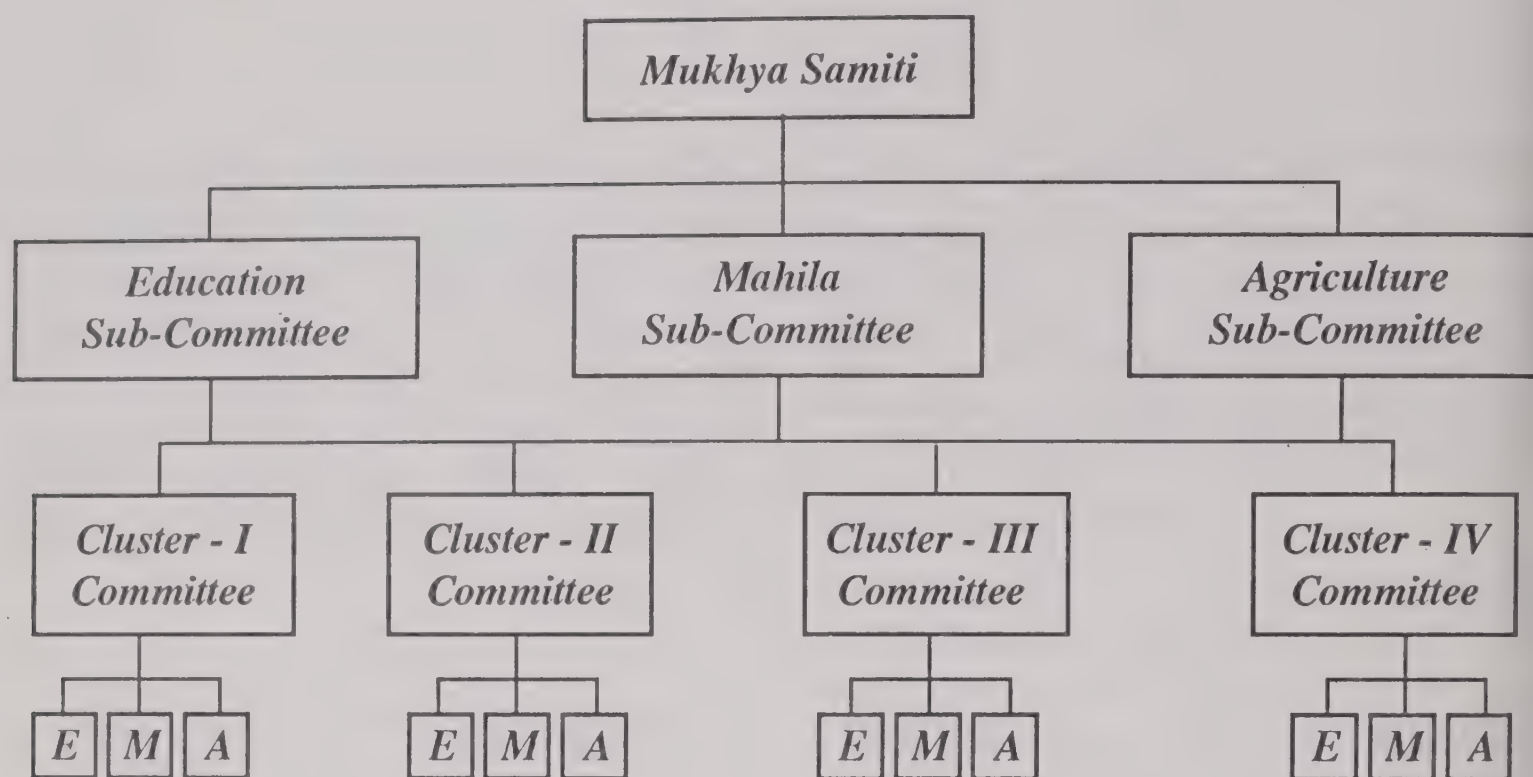 Mukhya Samiti
Education
Sub-Committee
Mahila
Sub-Committee
Agriculture
Sub-Committee
Cluster - I
Committee
Cluster - II
Committee
Cluster - III
Committee
Cluster - IV
Committee
E M A
E M A
E M A
E M A